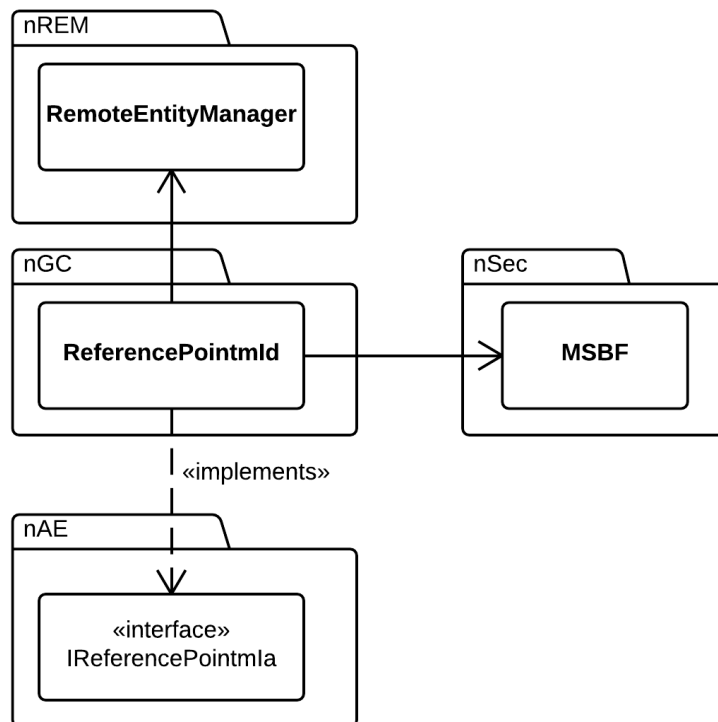 nREM
RemoteEntityManager
nGC
nSec
ReferencePointmId
MSBF
«implements»
nAE
«interface»
IReferencePointmIa